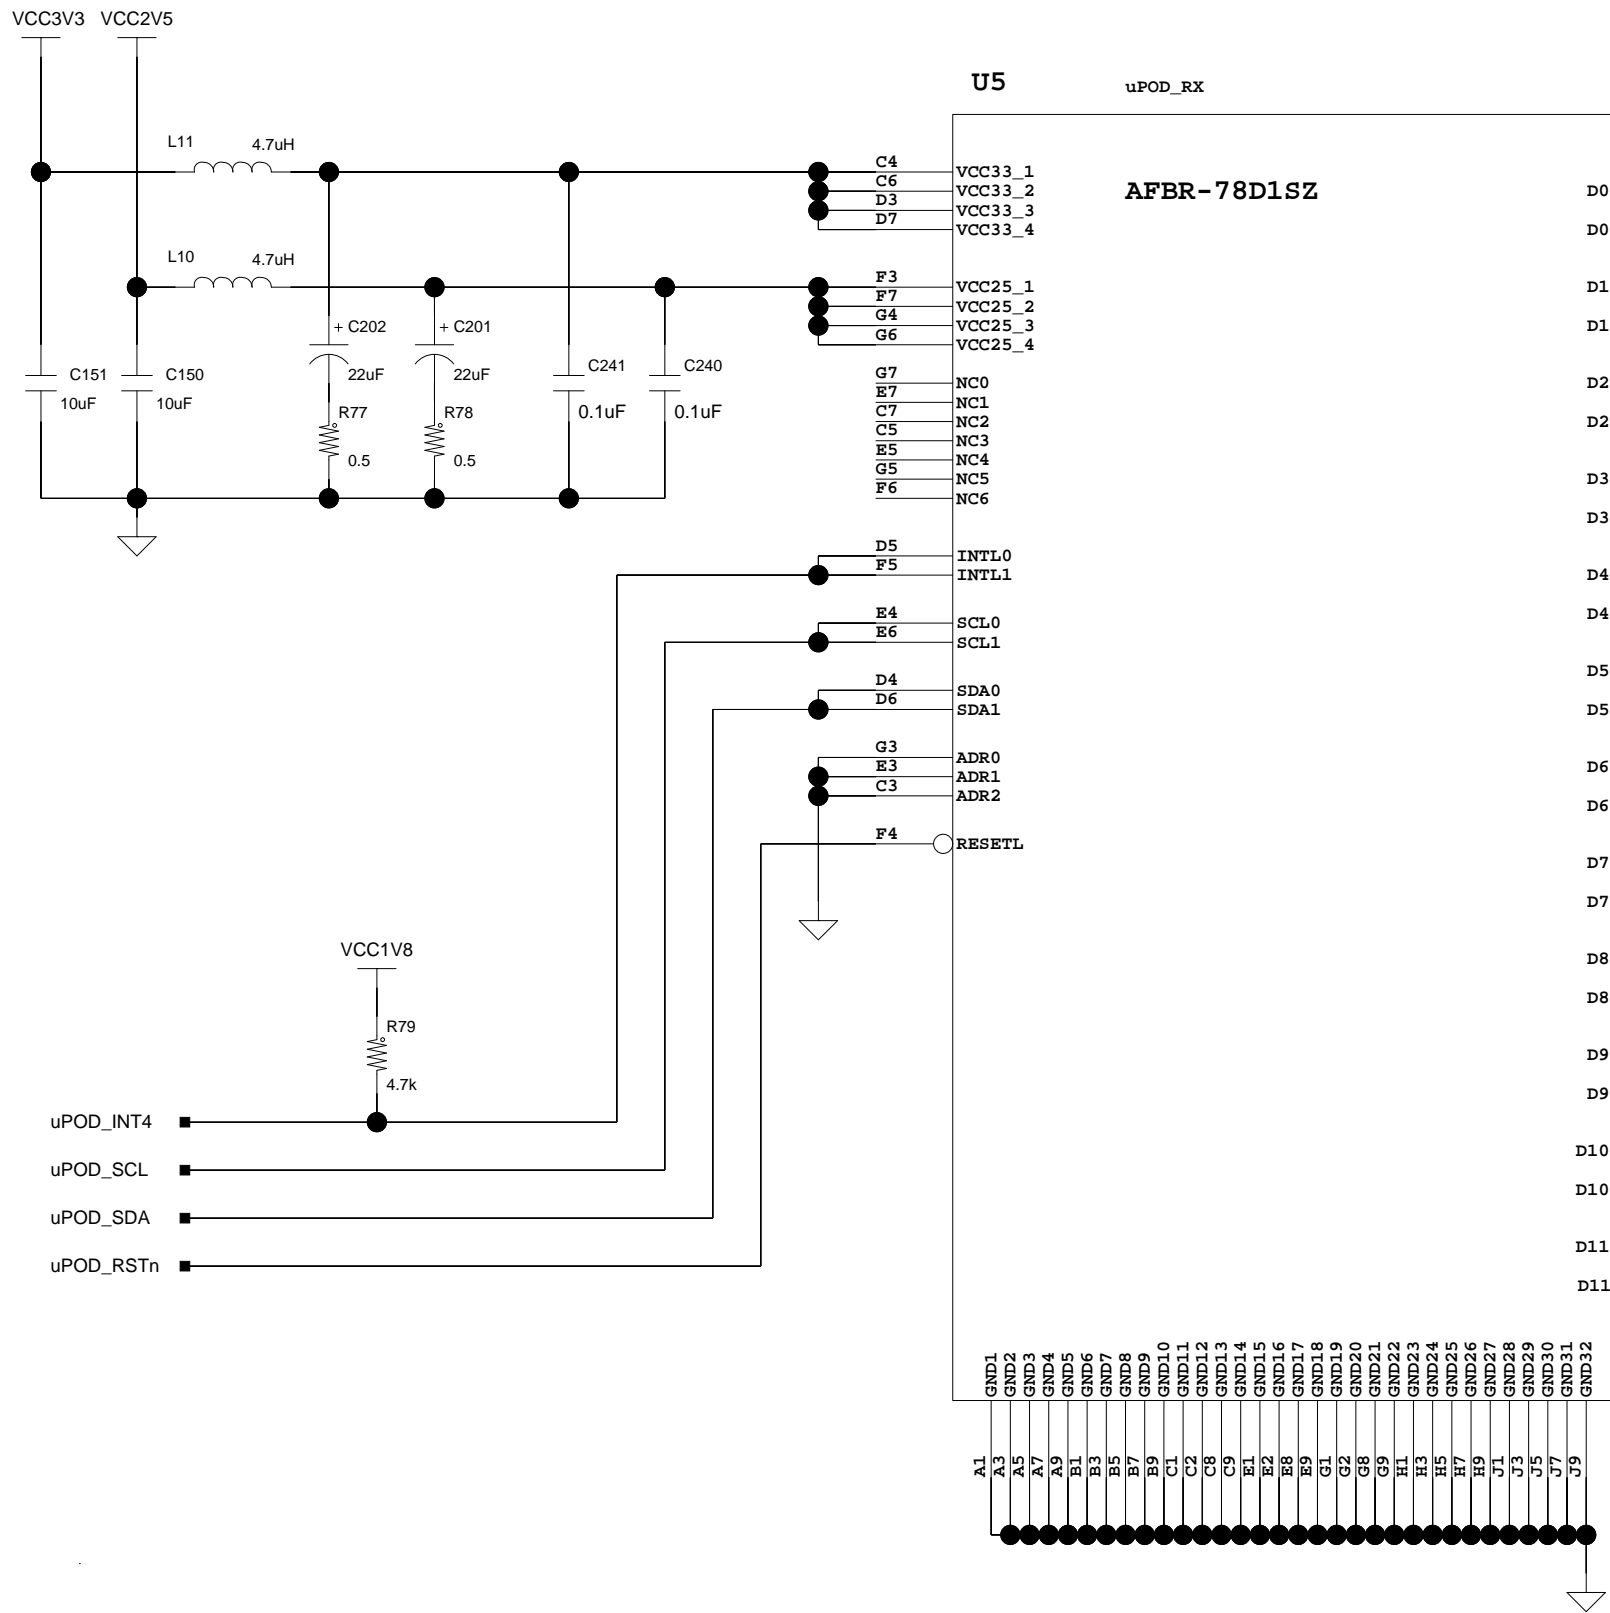 VCC3V3 VCC2V5
U5 uPOD_RX
L11 4.7uH
C4 VCC33_1
C6 VCC33_2
D3 VCC33_3
D7 VCC33_4
AFBR-78D1SZ
D0
D0
L10 4.7uH
F3 VCC25_1
F7 VCC25_2
G4 VCC25_3
G6 VCC25_4
D1
D1
+ C202
22uF
+ C201
22uF
C151
10uF
C150
10uF
C241
0.1uF
C240
0.1uF
R77
0.5
R78
0.5
G7 NC0
E7 NC1
C7 NC2
C5 NC3
E5 NC4
G5 NC5
F6 NC6
D2
D2
D3
D3
D5 INTL0
F5 INTL1
D4
D4
E4 SCL0
E6 SCL1
D4 SDA0
D6 SDA1
D5
D5
G3 ADR0
E3 ADR1
C3 ADR2
D6
D6
F4 RESETL
D7
D7
VCC1V8
R79
4.7k
D8
D8
D9
D9
uPOD_INT4
uPOD_SCL
uPOD_SDA
uPOD_RSTn
D10
D10
D11
D11
GND1 GND2 GND3 GND4 GND5 GND6 GND7 GND8 GND9 GND10 GND11 GND12 GND13 GND14 GND15 GND16 GND17 GND18 GND19 GND20 GND21 GND22 GND23 GND24 GND25 GND26 GND27 GND28 GND29 GND30 GND31 GND32
A1 A3 A5 A7 A9 B1 B3 B5 B7 B9 C1 C2 C8 C9 E1 E2 E8 E9 G1 G2 G8 G9 H1 H3 H5 H7 H9 J1 J3 J5 J7 J9